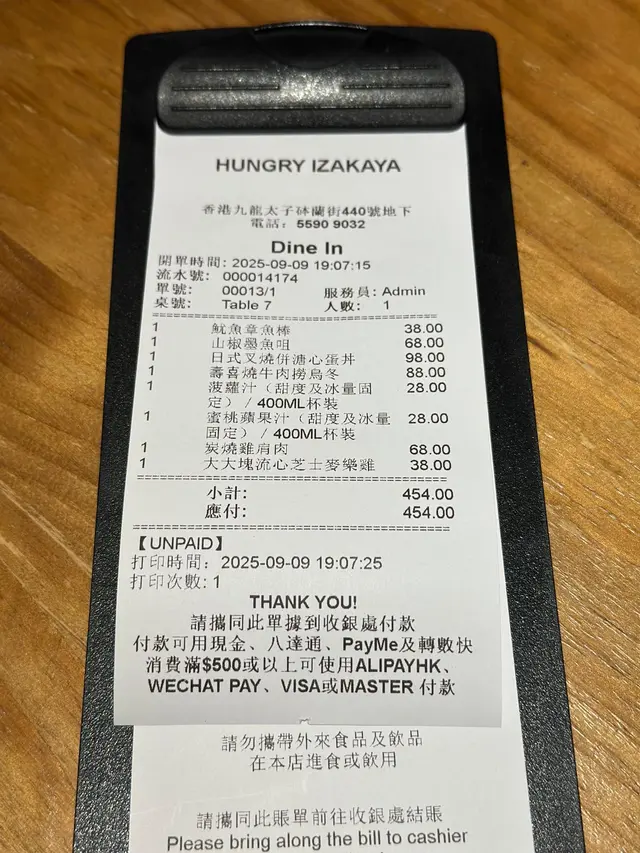 HUNGRY IZAKAYA
香港九龍太子砵蘭街440號地下
電話: 5590 9032
Dine In
開單時間: 2025-09-09 19:07:15
流水號: 000014174
單號: 00013/1 服務員: Admin
桌號: Table 7 人數: 1
1 魷魚章魚棒 38.00
1 山椒墨魚咀 68.00
1 日式叉燒併溏心蛋丼 98.00
1 壽喜燒牛肉撈烏冬 88.00
1 菠蘿汁（甜度及冰量固 28.00
定）/ 400ML杯裝
1 蜜桃蘋果汁（甜度及冰量 28.00
固定）/ 400ML杯裝
1 炭燒雞肩肉 68.00
1 大大塊流心芝士麥樂雞 38.00
小計: 454.00
應付: 454.00
【UNPAID】
打印時間: 2025-09-09 19:07:25
打印次數: 1
THANK YOU!
請攜同此單據到收銀處付款
付款可用現金、八達通、PayMe及轉數快
消費滿$500或以上可使用ALIPAYHK、
WECHAT PAY、VISA或MASTER 付款
請勿攜帶外來食品及飲品
在本店進食或飲用
請攜同此賬單前往收銀處結賬
Please bring along the bill to cashier